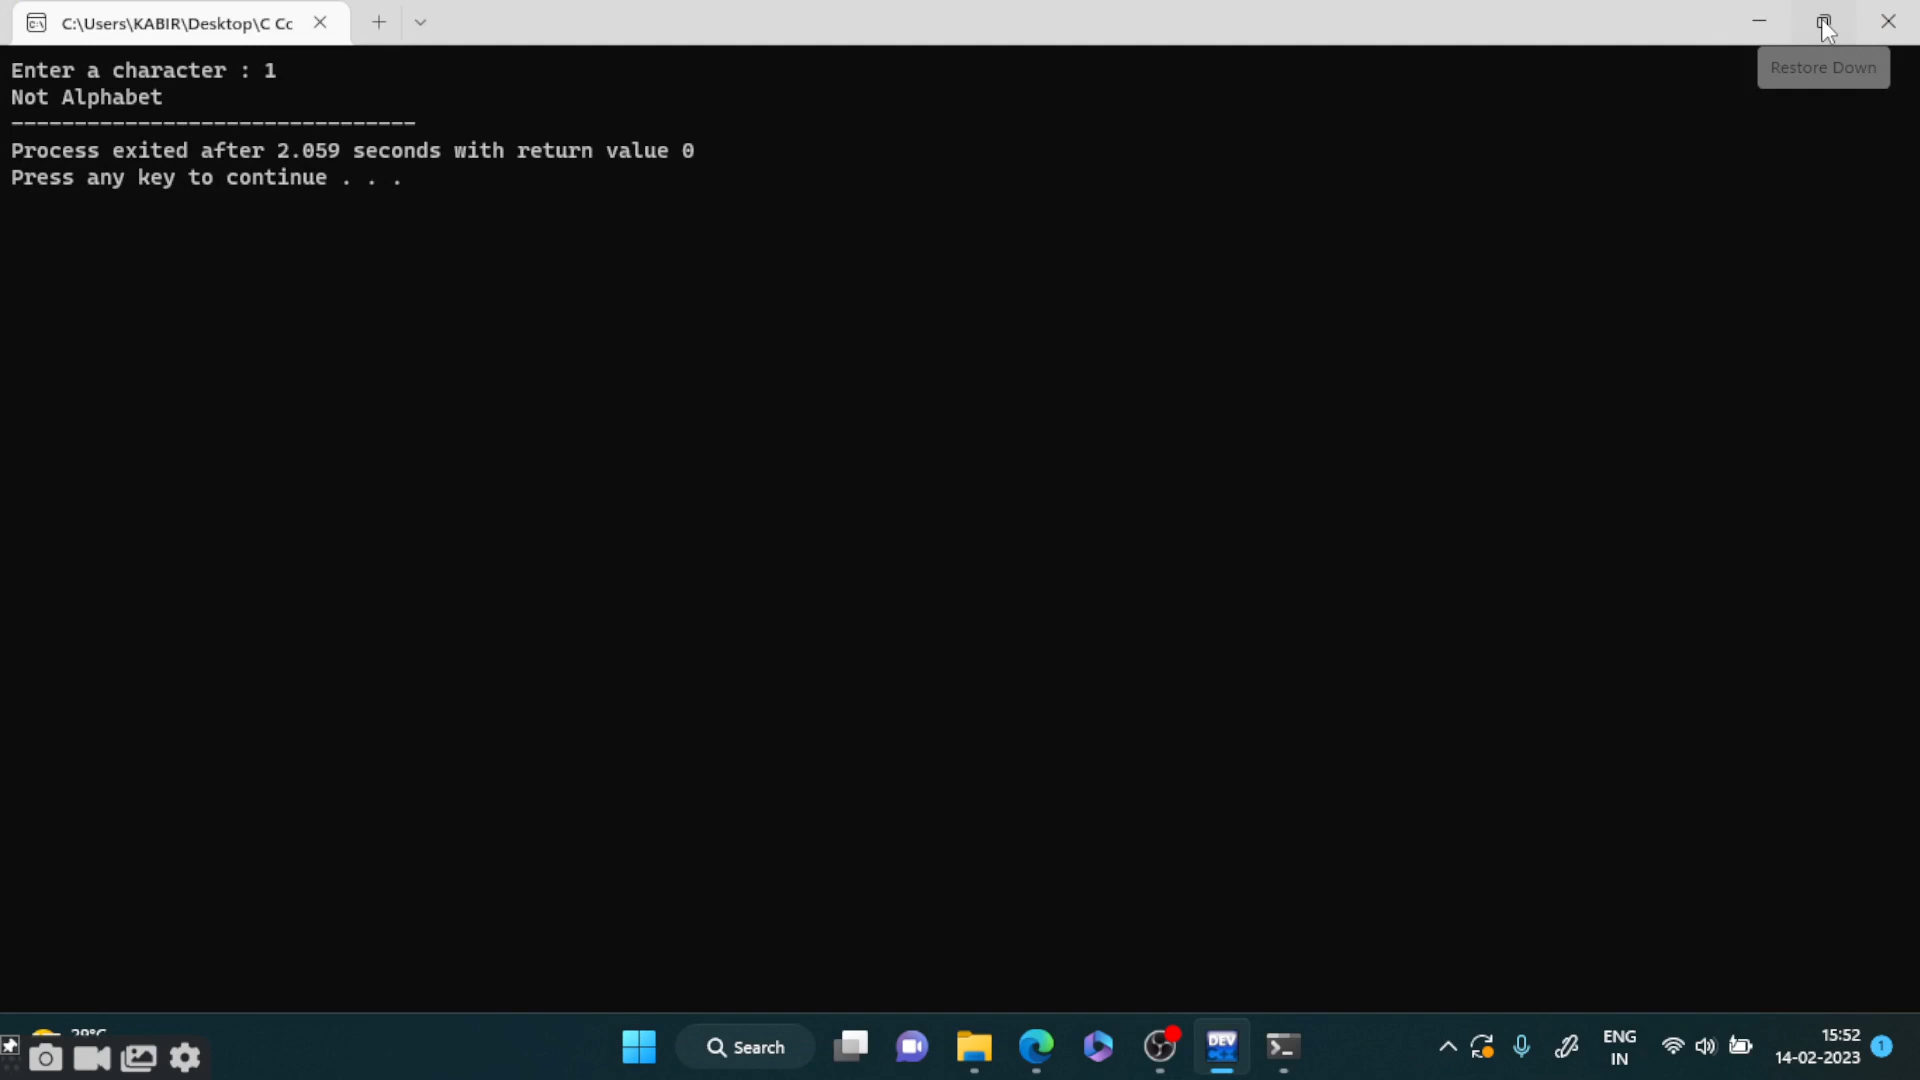 C:\Users\KABIR\Desktop\C Cc
Restore Down
Enter a character : 1
Not Alphabet
--------------------------------
Process exited after 2.059 seconds with return value 0
Press any key to continue . . .
Search
DEV
ENG
IN
15:52
14-02-2023
1